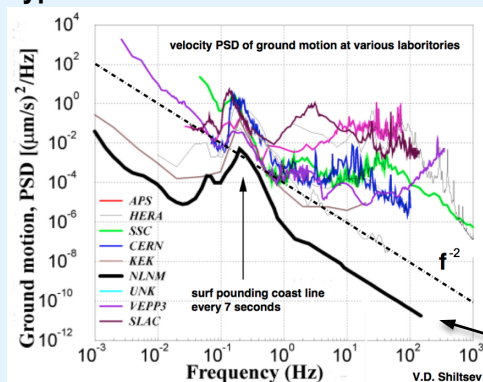 velocity PSD of ground motion at various laboritories
Ground motion, PSD [(μm/s)²/Hz]
10⁴
10²
10⁰
10⁻²
10⁻⁴
10⁻⁶
10⁻⁸
10⁻¹⁰
10⁻¹²
APS
HERA
SSC
CERN
KEK
NLNM
UNK
VEPP3
SLAC
surf pounding coast line
every 7 seconds
f⁻²
10⁻³ 10⁻² 10⁻¹ 10⁰ 10¹ 10² 10³
Frequency (Hz)
V.D. Shiltsev